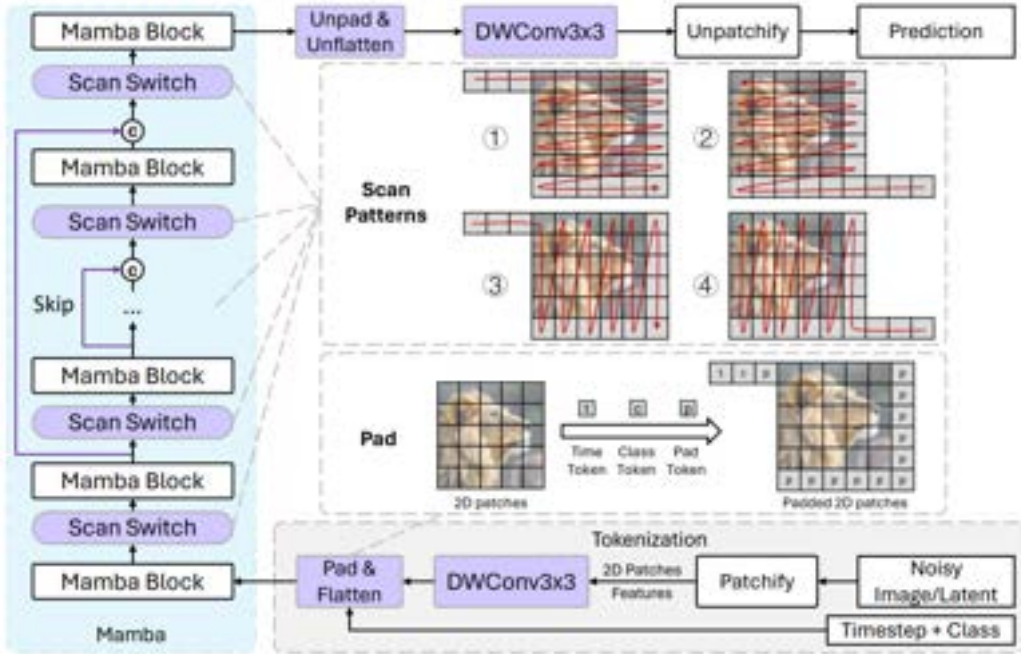 Mamba Block
Unpad &
Unflatten
DWConv3x3
Unpatchify
Prediction
Scan Switch
c
Mamba Block
Scan Switch
c
Skip
...
Mamba Block
Scan Switch
Mamba Block
Scan Switch
Mamba Block
Mamba
Scan
Patterns
①
②
③
④
Pad
2D patches
c
p
Time
Token
Class
Token
Pad
Token
p
p
p
p
p
p
p p p p p p
Padded 2D patches
Tokenization
Pad &
Flatten
DWConv3x3
2D Patches
Features
Patchify
Noisy
Image/Latent
Timestep + Class